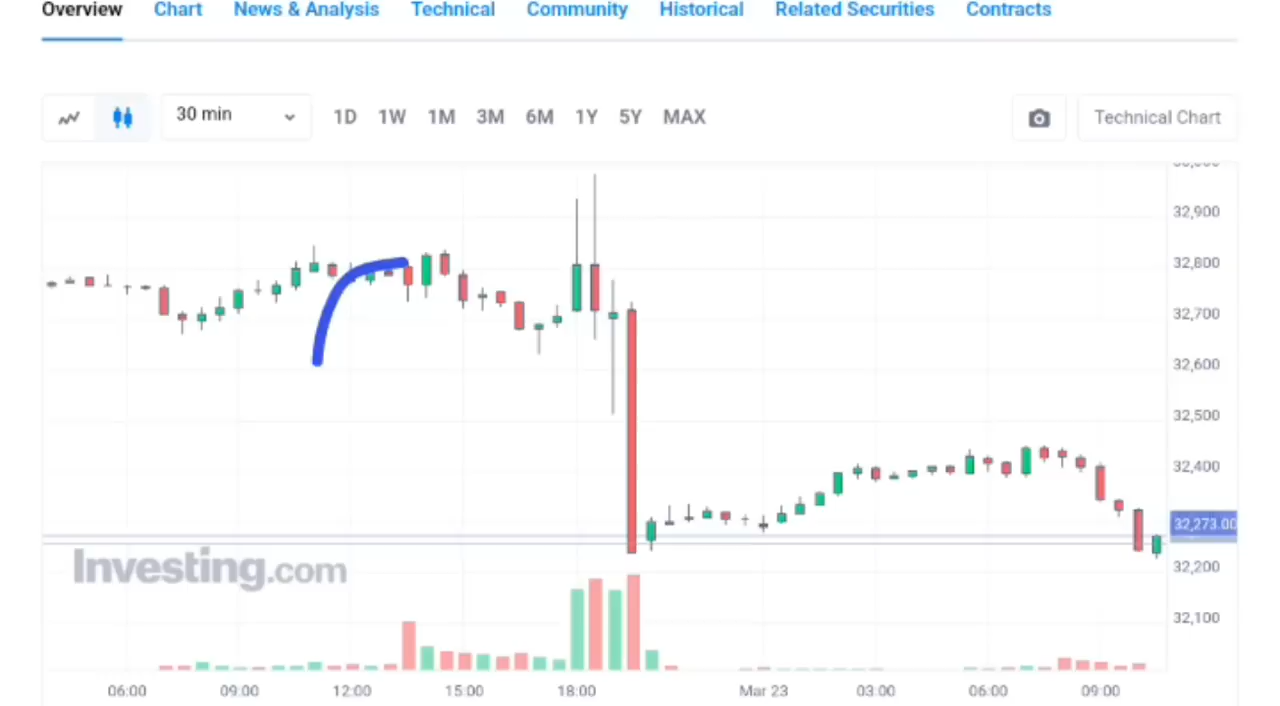 Overview Chart News & Analysis Technical Community Historical Related Securities Contracts
30 min 1D 1W 1M 3M 6M 1Y 5Y MAX Technical Chart
32,900
32,800
32,700
32,600
32,500
32,400
32,273.00
32,200
32,100
Investing.com
06:00 09:00 12:00 15:00 18:00 Mar 23 03:00 06:00 09:00